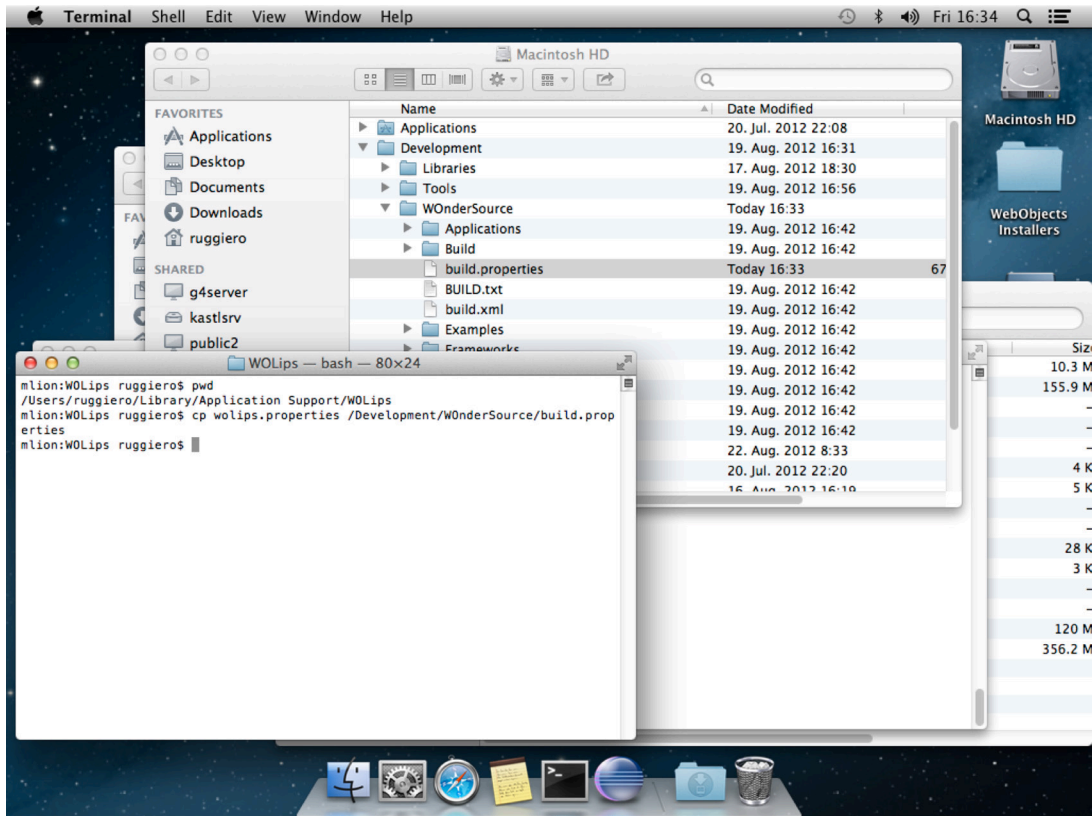 Terminal Shell Edit View Window Help Fri 16:34
Macintosh HD
FAVORITES
Applications
Desktop
Documents
Downloads
ruggiero
SHARED
g4server
kastlsrv
public2
Name Date Modified
Applications 20. Jul. 2012 22:08
Development 19. Aug. 2012 16:31
Libraries 17. Aug. 2012 18:30
Tools 19. Aug. 2012 16:56
WOnderSource Today 16:33
Applications 19. Aug. 2012 16:42
Build 19. Aug. 2012 16:42
build.properties Today 16:33 67
BUILD.txt 19. Aug. 2012 16:42
build.xml 19. Aug. 2012 16:42
Examples 19. Aug. 2012 16:42
Frameworks 19. Aug. 2012 16:42
19. Aug. 2012 16:42
19. Aug. 2012 16:42
19. Aug. 2012 16:42
19. Aug. 2012 16:42
22. Aug. 2012 8:33
20. Jul. 2012 22:20
16. Aug. 2012 16:19
Macintosh HD
WebObjects
Installers
FAV
WOLips — bash — 80×24
mlion:WOLips ruggiero$ pwd
/Users/ruggiero/Library/Application Support/WOLips
mlion:WOLips ruggiero$ cp wolips.properties /Development/WOnderSource/build.prop
erties
mlion:WOLips ruggiero$
Size
10.3 M
155.9 M
--
--
--
4 K
5 K
--
--
28 K
3 K
--
--
120 M
356.2 M